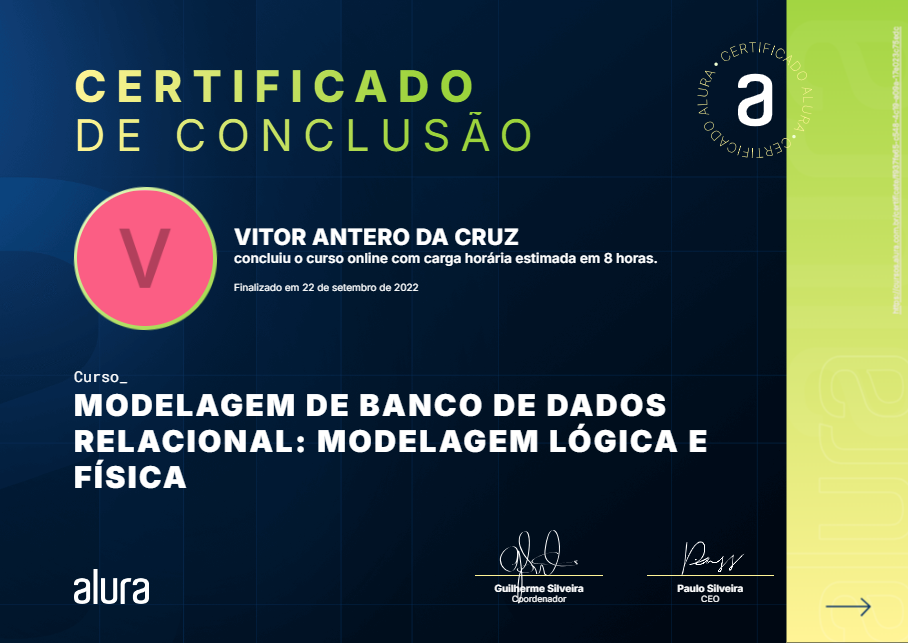 CERTIFICADO
DE CONCLUSÃO
CERTIFICADO ALURA • CERTIFICADO ALURA •
a
V
VITOR ANTERO DA CRUZ
concluiu o curso online com carga horária estimada em 8 horas.
Finalizado em 22 de setembro de 2022
Curso_
MODELAGEM DE BANCO DE DADOS
RELACIONAL: MODELAGEM LÓGICA E
FÍSICA
alura
Guilherme Silveira
Coordenador
Paulo Silveira
CEO
alura